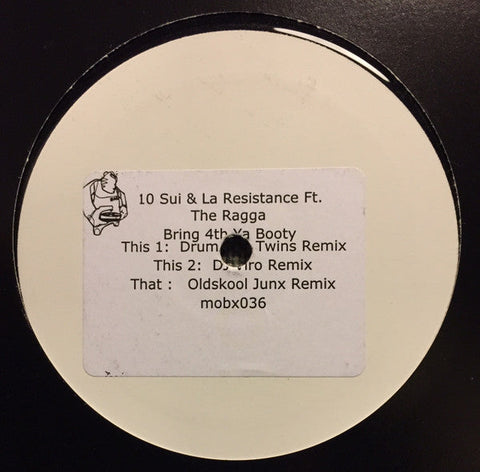 10 Sui & La Resistance Ft.
The Ragga
Bring 4th Ya Booty
This 1: Drum Twins Remix
This 2: DJ Remix
That : Oldskool Junx Remix
mobx036